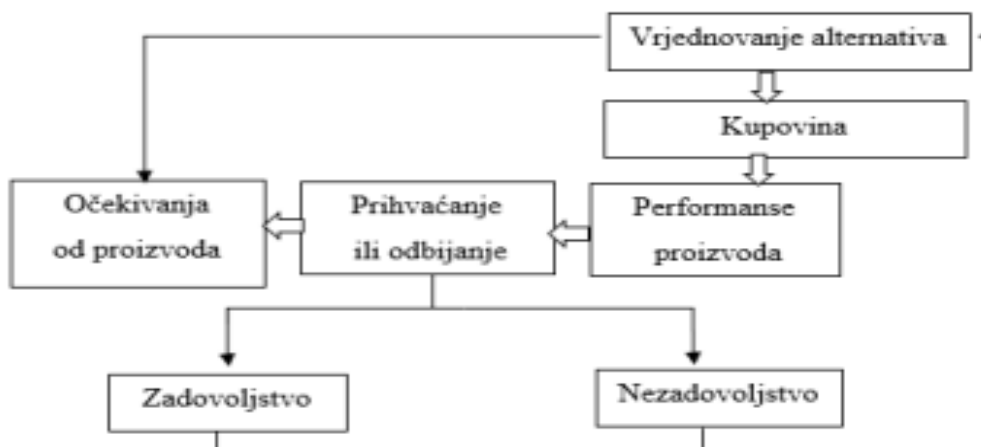 Vrjednovanje alternativa
Kupovina
Očekivanja
od proizvoda
Prihvaćanje
ili odbijanje
Performanse
proizvoda
Zadovoljstvo
Nezadovoljstvo